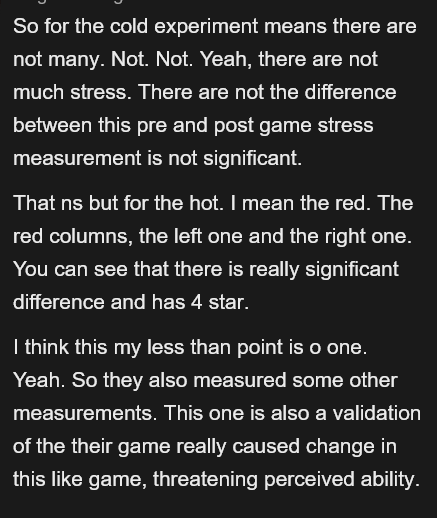 So for the cold experiment means there are
not many. Not. Not. Yeah, there are not
much stress. There are not the difference
between this pre and post game stress
measurement is not significant.
That ns but for the hot. I mean the red. The
red columns, the left one and the right one.
You can see that there is really significant
difference and has 4 star.
I think this my less than point is o one.
Yeah. So they also measured some other
measurements. This one is also a validation
of the their game really caused change in
this like game, threatening perceived ability.